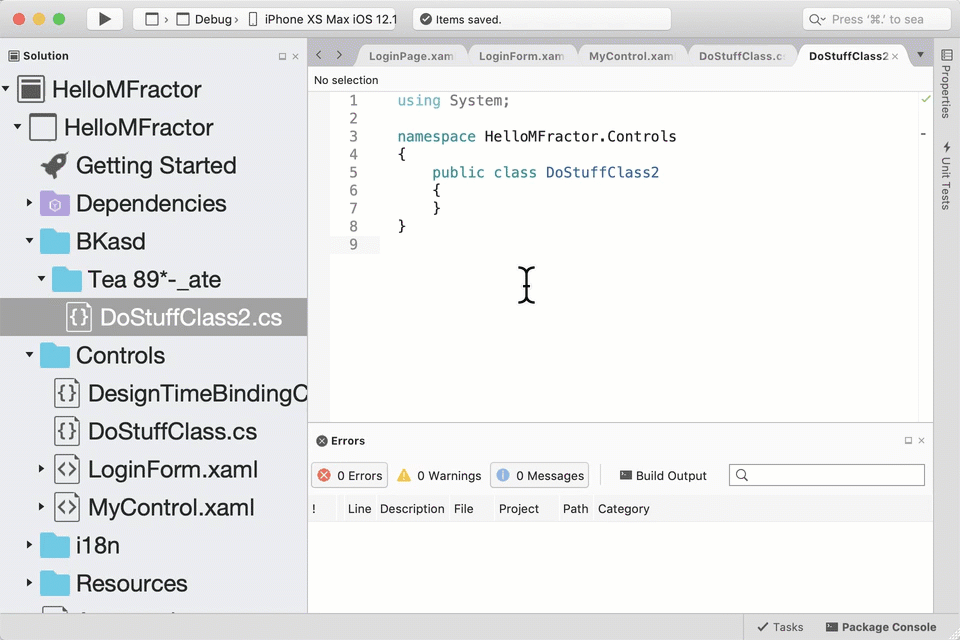 Debug › iPhone XS Max iOS 12.1
Items saved.
Press '⌘.' to sea
Solution
HelloMFractor
HelloMFractor
Getting Started
Dependencies
BKasd
Tea 89*-_ate
DoStuffClass2.cs
Controls
DesignTimeBindingC
DoStuffClass.cs
LoginForm.xaml
MyControl.xaml
i18n
Resources
LoginPage.xam
LoginForm.xam
MyControl.xam
DoStuffClass.c
DoStuffClass2
No selection
1 using System;
2
3 namespace HelloMFractor.Controls
4 {
5 public class DoStuffClass2
6 {
7 }
8 }
9
Properties
Unit Tests
Errors
0 Errors
0 Warnings
0 Messages
Build Output
! Line Description File Project Path Category
Tasks
Package Console